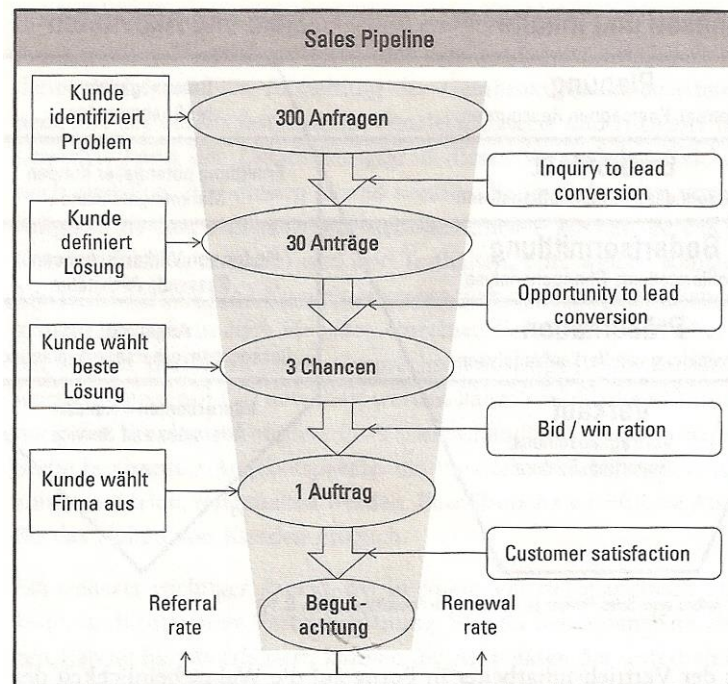 Sales Pipeline
Kunde
identifiziert
Problem
300 Anfragen
Inquiry to lead
conversion
Kunde
definiert
Lösung
30 Anträge
Opportunity t lead
conversion
Kunde wählt
beste
Lösung
3 Chancen
Bid / win ration
Kunde wählt
Firma aus
1 Auftrag
Customer satisfaction
Referral
rate
Begut-
achtung
Renewal
rate